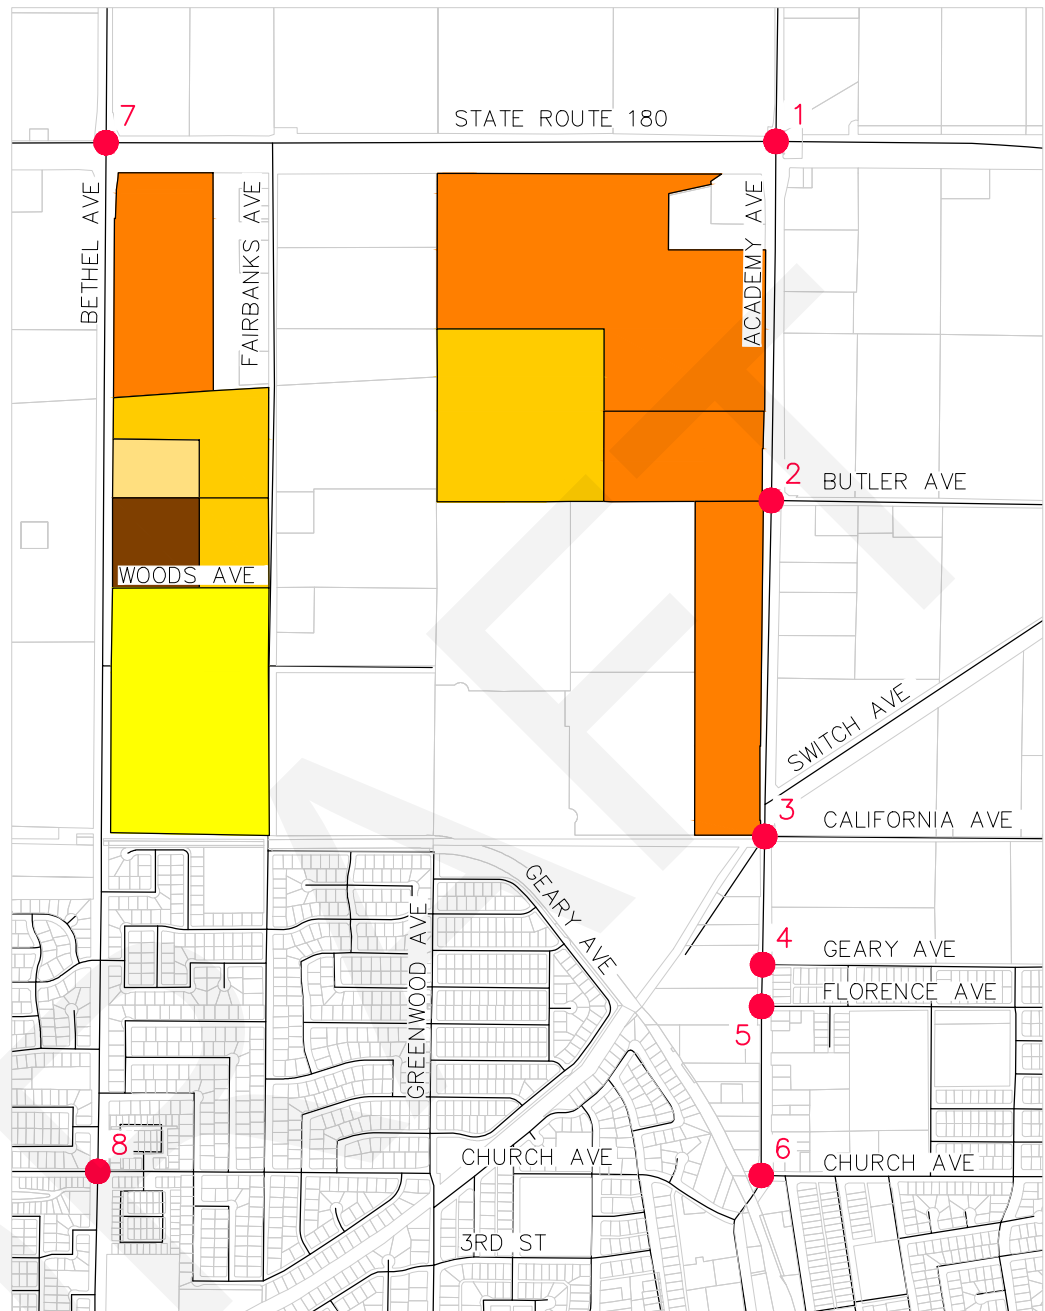 7
STATE ROUTE 180
1
BETHEL AVE
FAIRBANKS AVE
ACADEMY AVE
2
BUTLER AVE
WOODS AVE
SWITCH AVE
3
CALIFORNIA AVE
GEARY AVE
GREENWOOD AVE
4
GEARY AVE
FLORENCE AVE
5
8
CHURCH AVE
6
CHURCH AVE
3RD ST
DRAFT